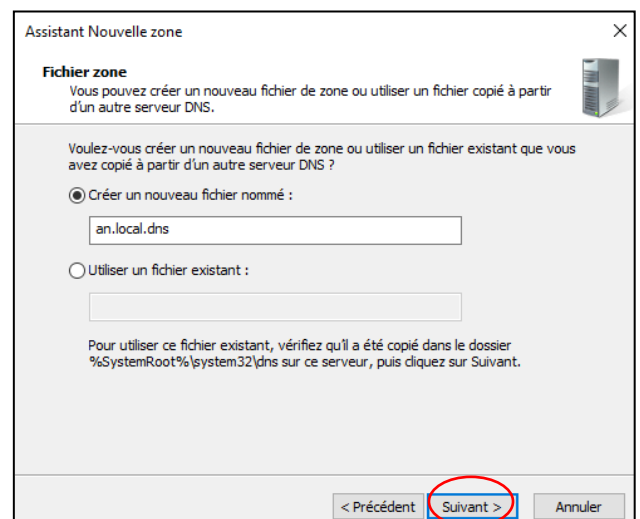 Assistant Nouvelle zone
Fichier zone
Vous pouvez créer un nouveau fichier de zone ou utiliser un fichier copié à partir
d'un autre serveur DNS.
Voulez-vous créer un nouveau fichier de zone ou utiliser un fichier existant que vous
avez copié à partir d'un autre serveur DNS ?
Créer un nouveau fichier nommé :
an.local.dns
Utiliser un fichier existant :
Pour utiliser ce fichier existant, vérifiez qu'il a été copié dans le dossier
%SystemRoot%\system32\dns sur ce serveur, puis cliquez sur Suivant.
< Précédent Suivant > Annuler